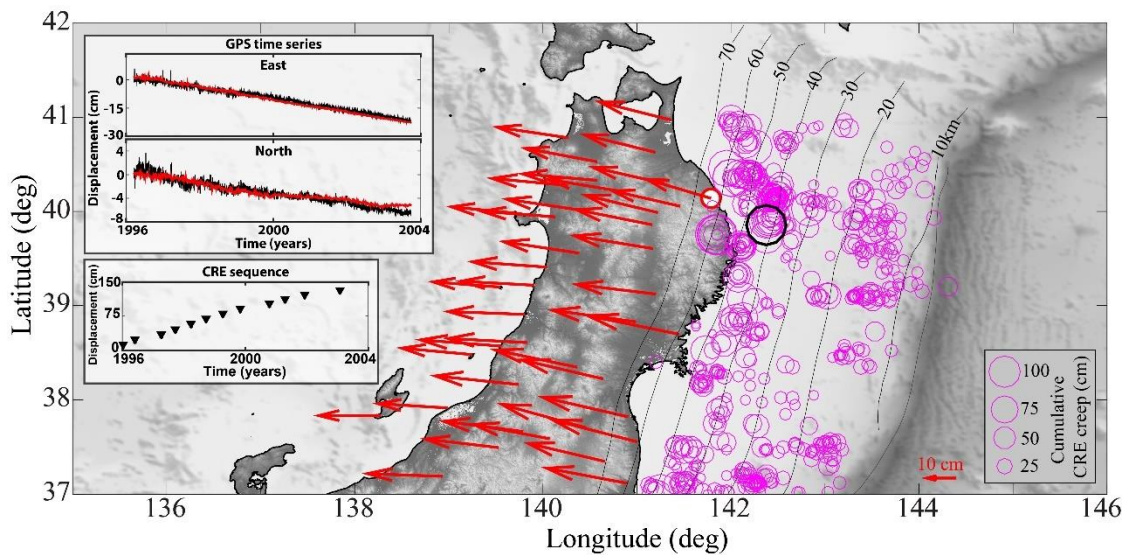 GPS time series
East
0
-15
-30
North
4
0
-4
-8
Displacement (cm)
1996
2000
2004
Time (years)
CRE sequence
150
75
0
Displacement (cm)
1996
2000
2004
Time (years)
70
60
50
40
30
20
10km
42
41
40
39
38
37
Latitude (deg)
136
138
140
142
144
146
Longitude (deg)
10 cm
100
75
50
25
Cumulative
CRE creep (cm)